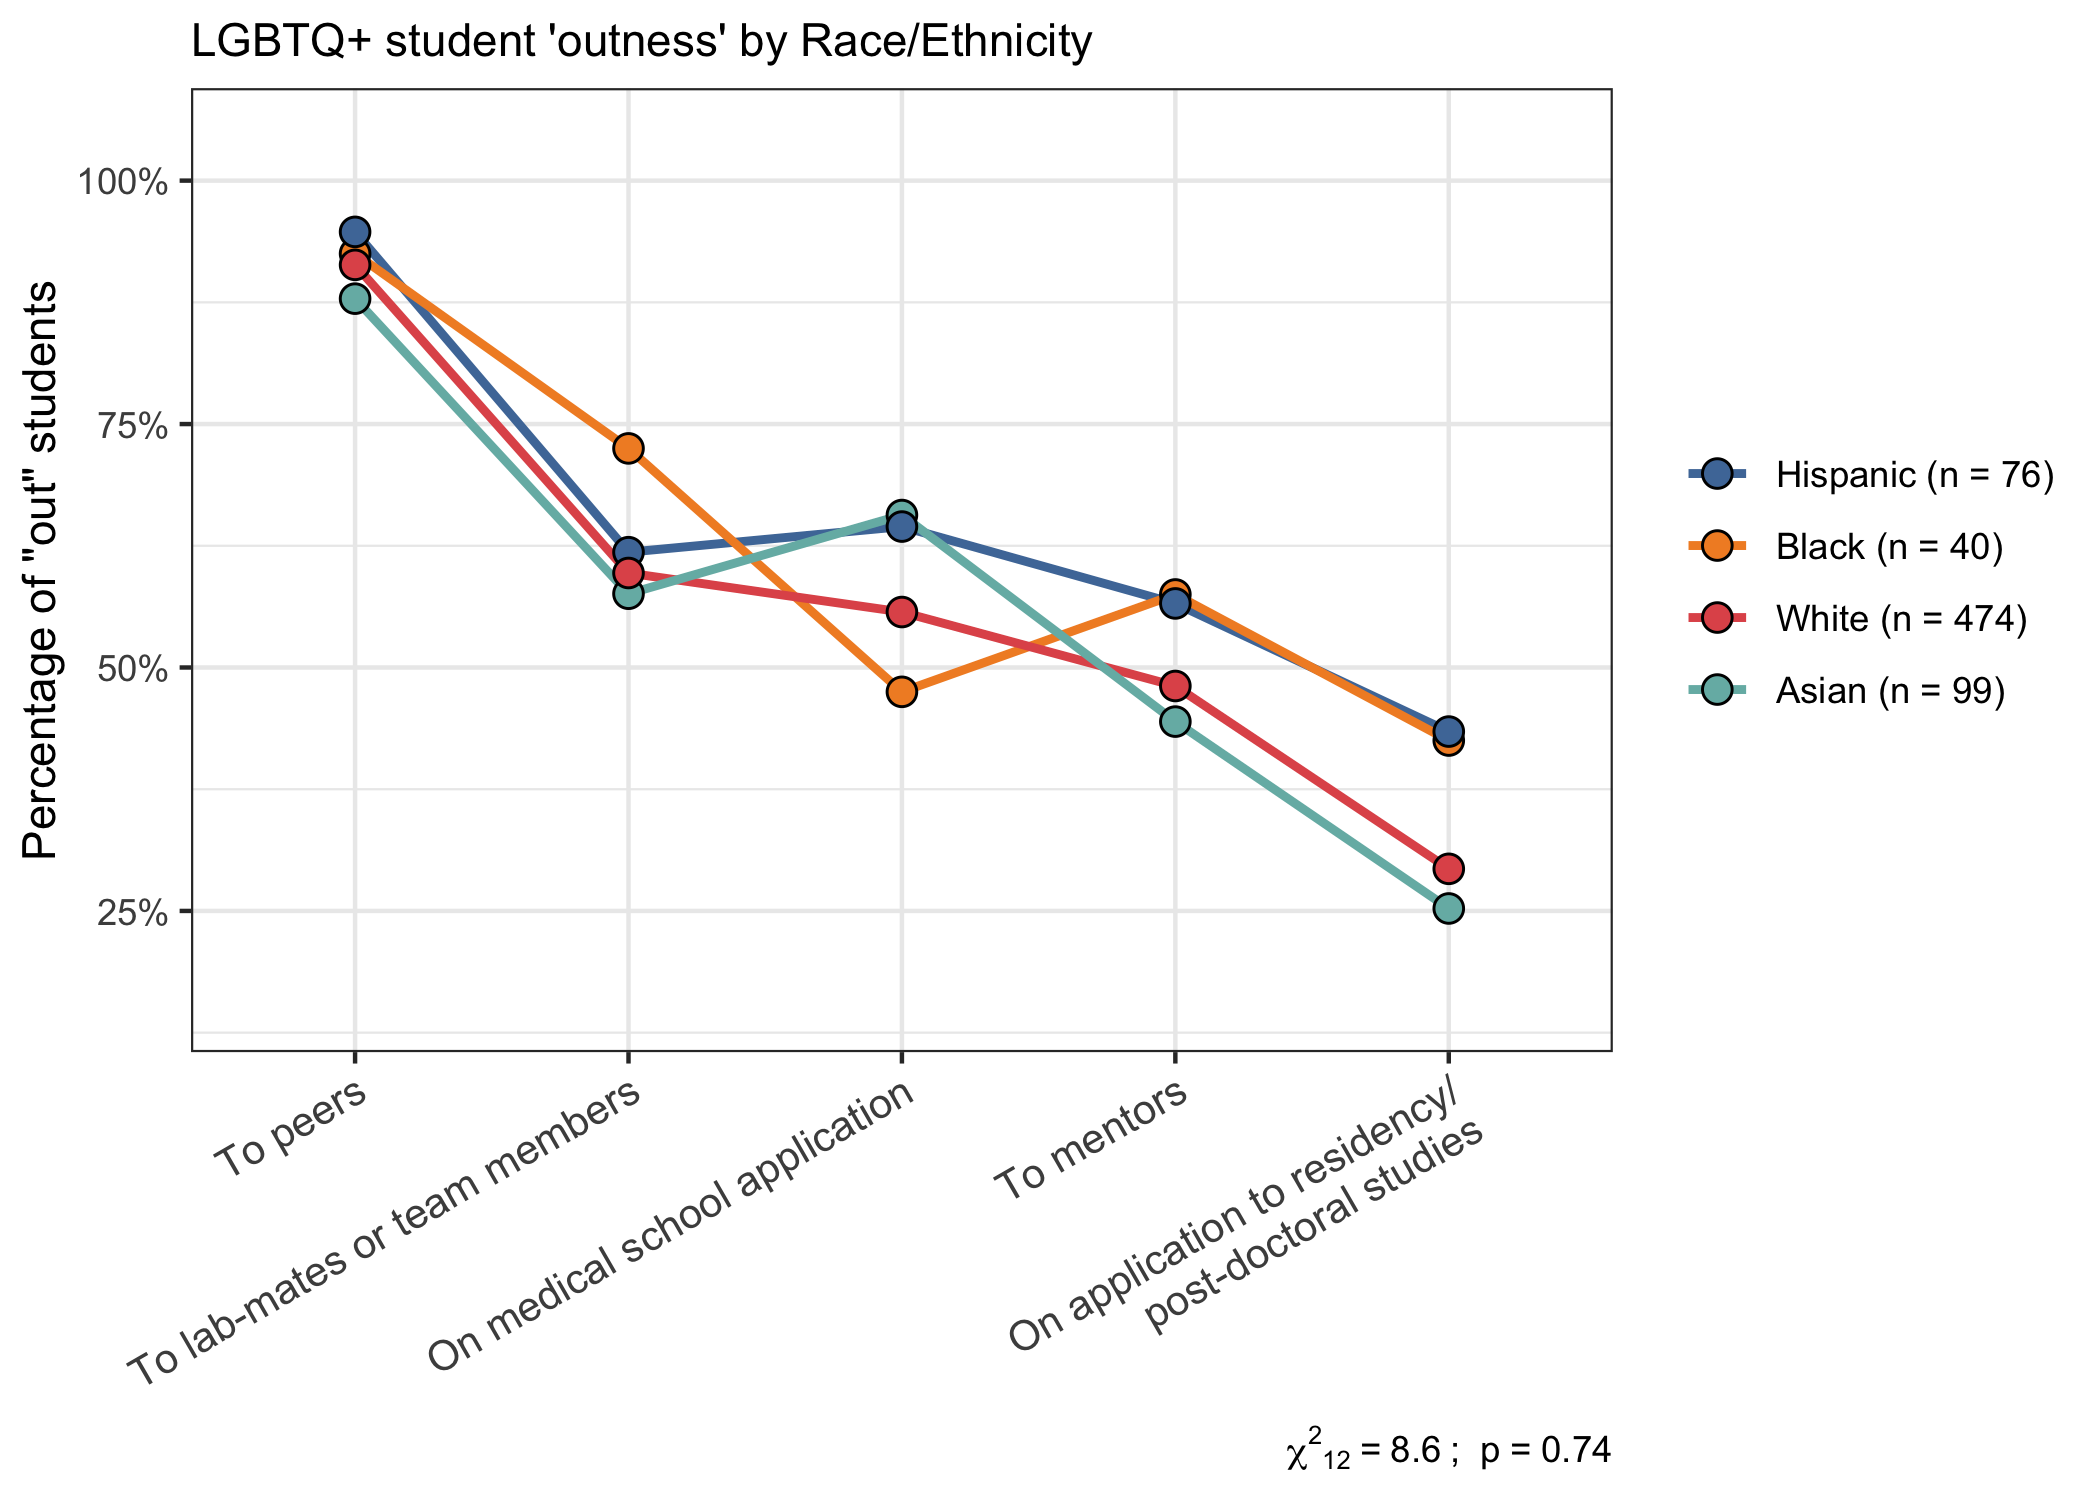 LGBTQ+ student 'outness' by Race/Ethnicity
Percentage of "out" students
100%
75%
50%
25%
To peers
To lab-mates or team members
On medical school application
To mentors
On application to residency/
post-doctoral studies
Hispanic (n = 76)
Black (n = 40)
White (n = 474)
Asian (n = 99)
χ²₁₂ = 8.6 ; p = 0.74